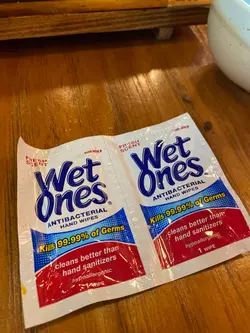 FRESH
SCENT
Wet
Ones®
ANTIBACTERIAL
HAND WIPES
Kills 99.99% of Germs
cleans better than
hand sanitizers
hypoallergenic
1 WIPE
FRESH
SCENT
Wet
Ones
ANTIBACTERIAL
HAND WIPES
Kills 99.99% of Germs
cleans better than
hand sanitizers
hypoallergenic
1 WIPE